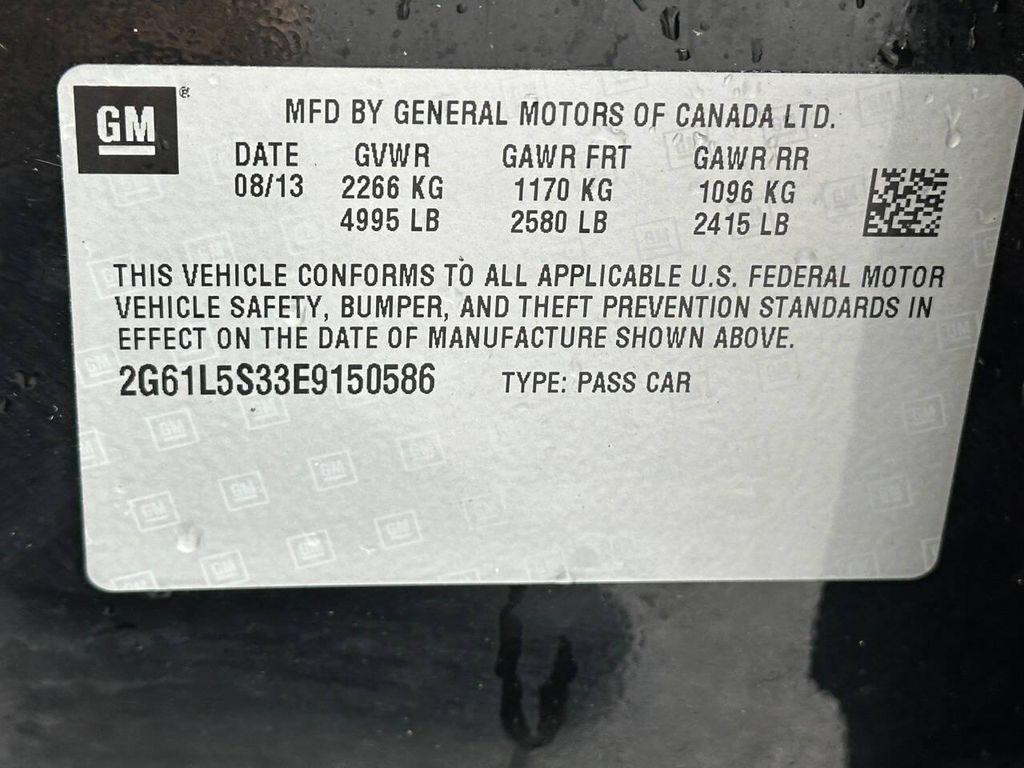 GM®
MFD BY GENERAL MOTORS OF CANADA LTD.
DATE GVWR GAWR FRT GAWR RR
08/13 2266 KG 1170 KG 1096 KG
4995 LB 2580 LB 2415 LB
THIS VEHICLE CONFORMS TO ALL APPLICABLE U.S. FEDERAL MOTOR
VEHICLE SAFETY, BUMPER, AND THEFT PREVENTION STANDARDS IN
EFFECT ON THE DATE OF MANUFACTURE SHOWN ABOVE.
2G61L5S33E9150586 TYPE: PASS CAR